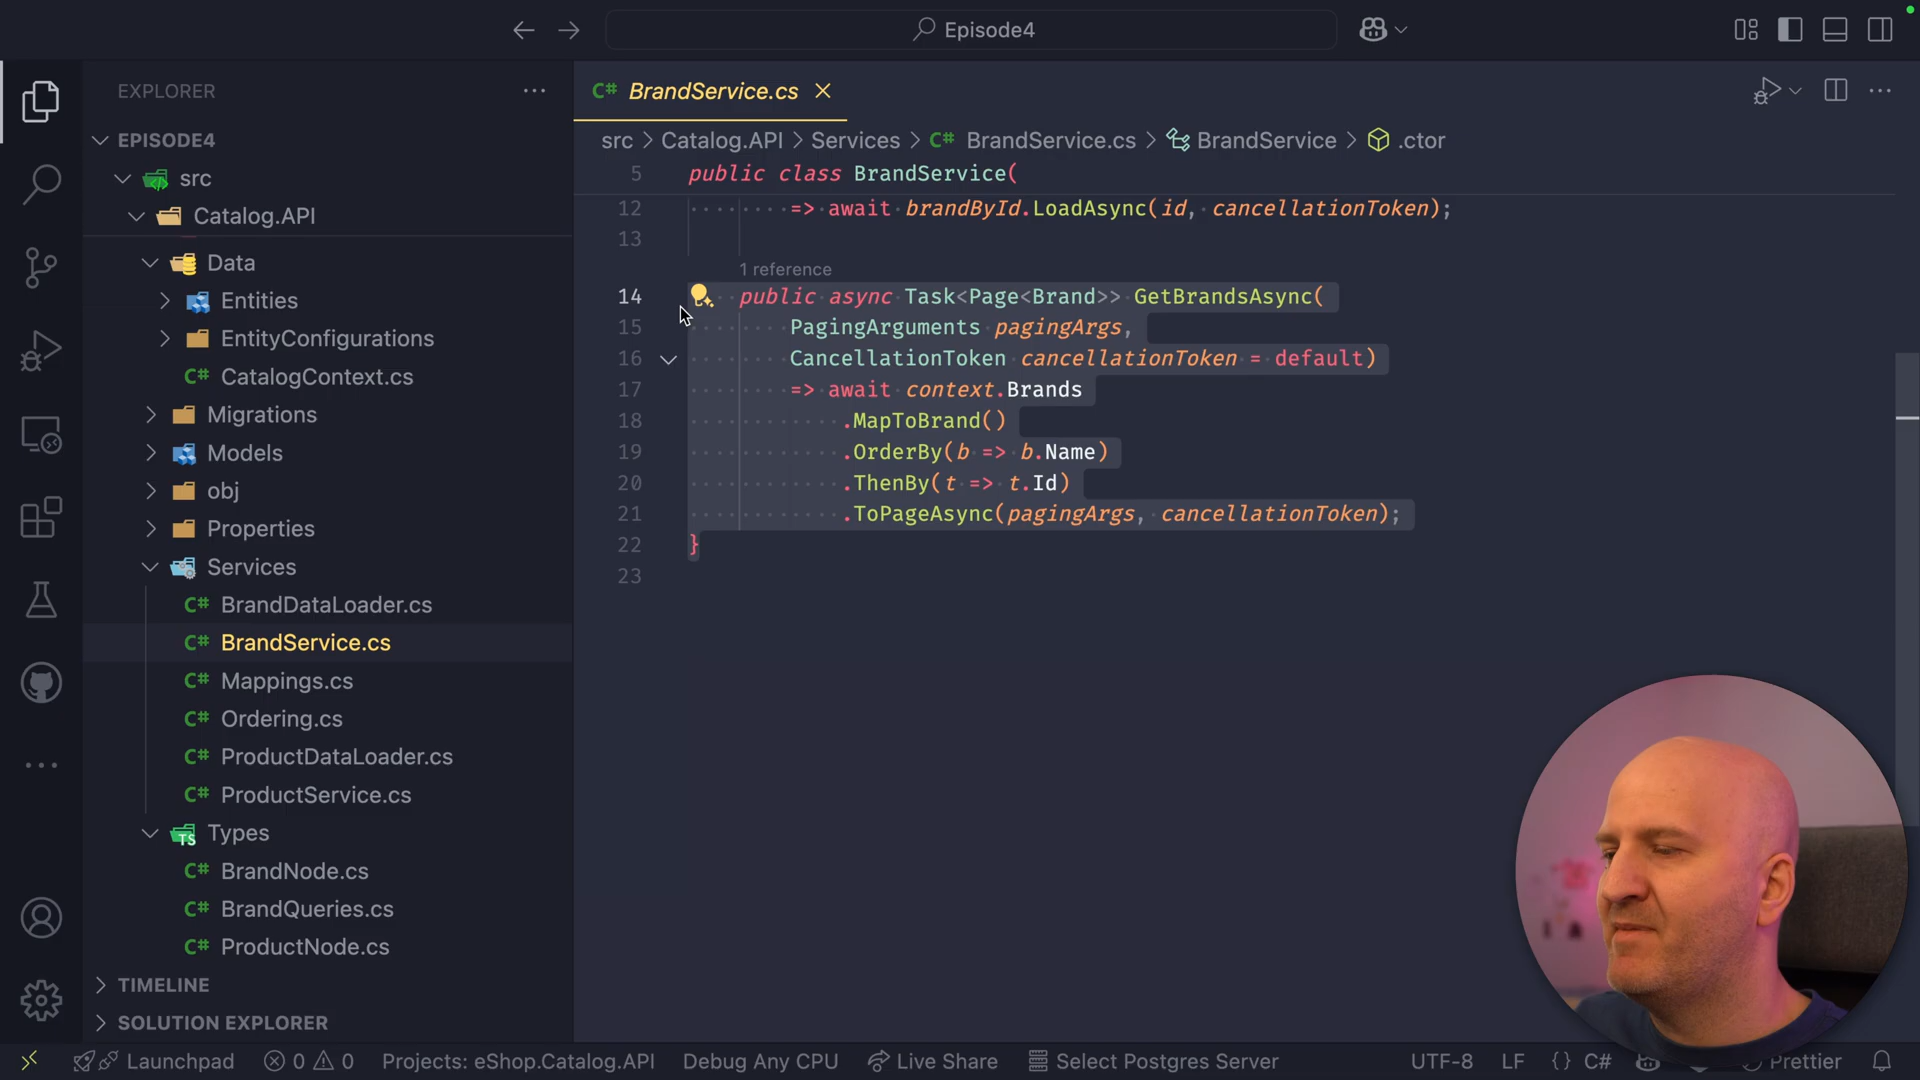 Episode4
EXPLORER
EPISODE4
src
Catalog.API
Data
Entities
EntityConfigurations
C# CatalogContext.cs
Migrations
Models
obj
Properties
Services
C# BrandDataLoader.cs
C# BrandService.cs
C# Mappings.cs
C# Ordering.cs
C# ProductDataLoader.cs
C# ProductService.cs
TS Types
C# BrandNode.cs
C# BrandQueries.cs
C# ProductNode.cs
TIMELINE
SOLUTION EXPLORER
C# BrandService.cs
src > Catalog.API > Services > C# BrandService.cs > BrandService > .ctor
5 public class BrandService(
12 => await brandById.LoadAsync(id, cancellationToken);
13
1 reference
14 public async Task<Page<Brand>> GetBrandsAsync(
15 PagingArguments pagingArgs,
16 CancellationToken cancellationToken = default)
17 => await context.Brands
18 .MapToBrand()
19 .OrderBy(b => b.Name)
20 .ThenBy(t => t.Id)
21 .ToPageAsync(pagingArgs, cancellationToken);
22 }
23
Launchpad 0 0 Projects: eShop.Catalog.API Debug Any CPU Live Share Select Postgres Server UTF-8 LF {} C# Prettier